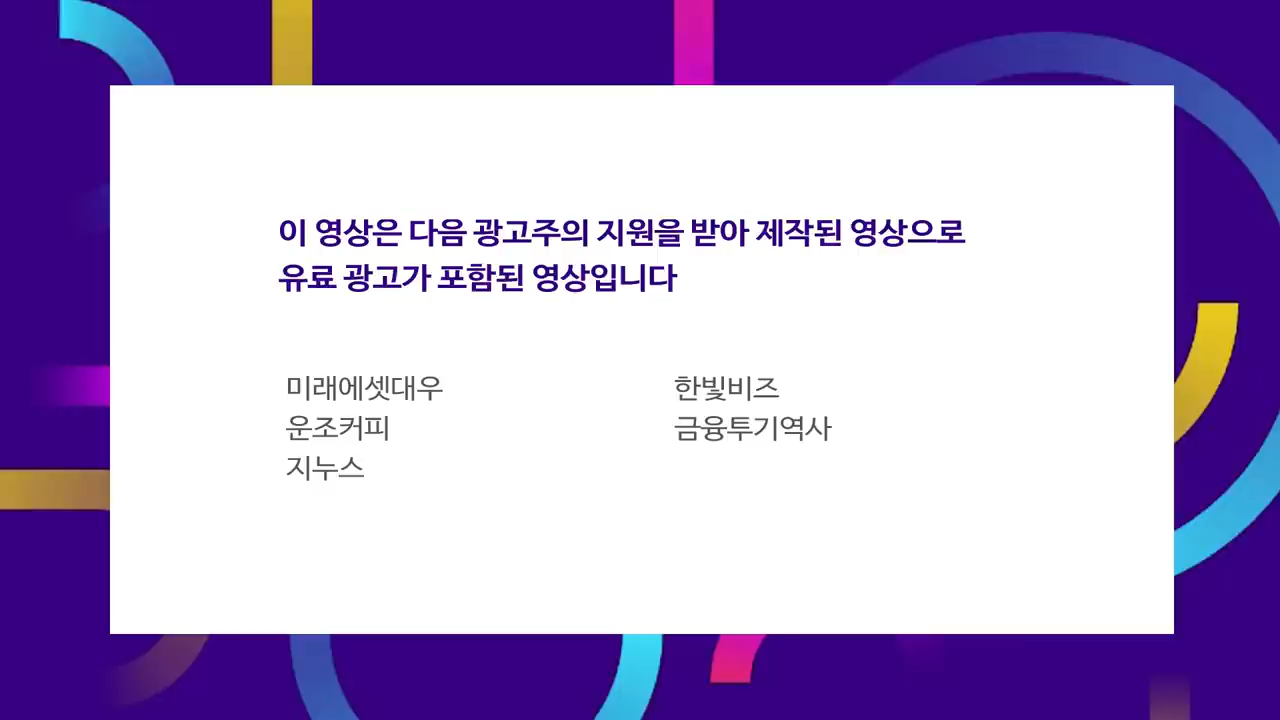 이 영상은 다음 광고주의 지원을 받아 제작된 영상으로
유료 광고가 포함된 영상입니다
미래에셋대우
운조커피
지누스
한빛비즈
금융투기역사